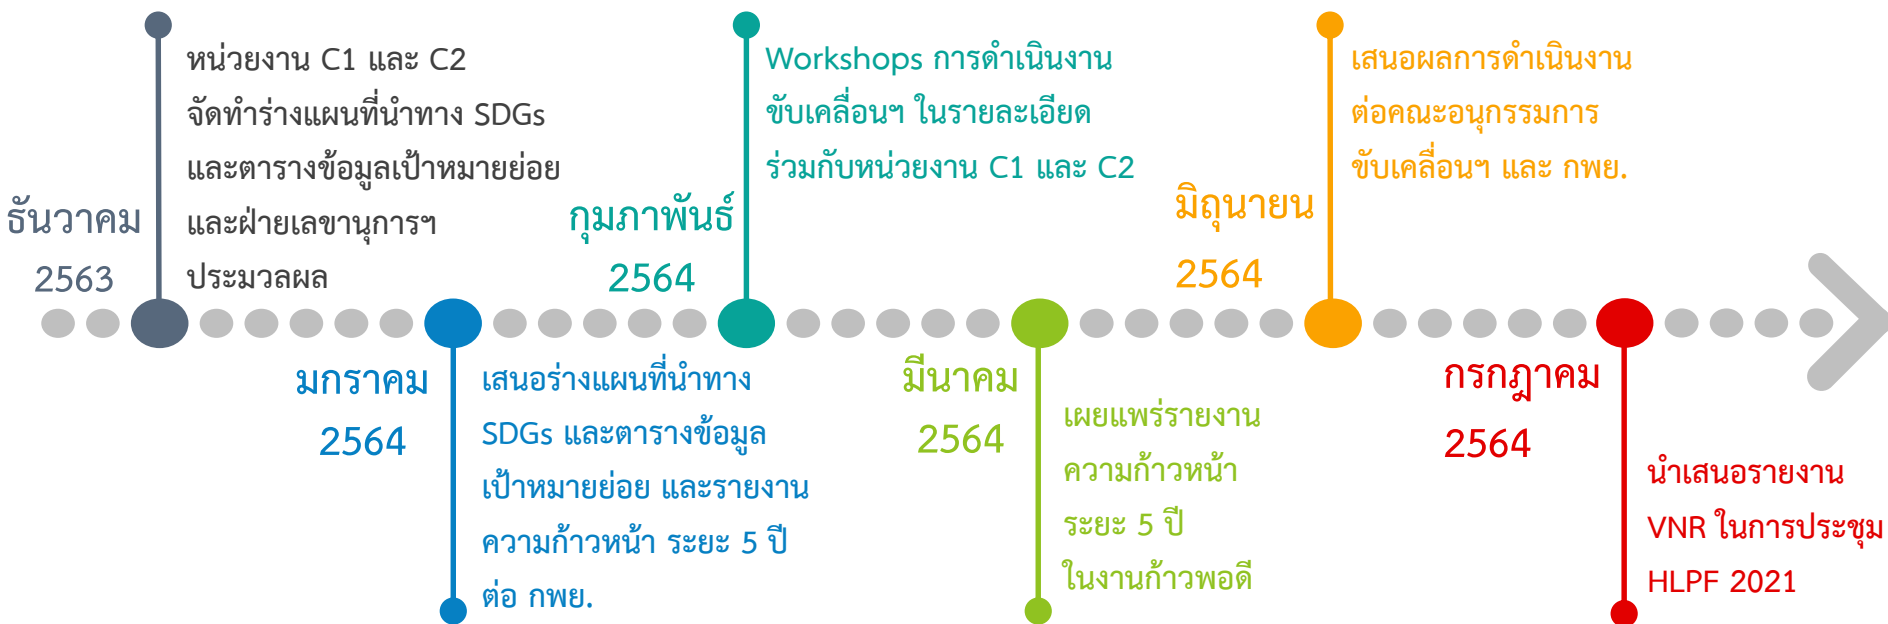 ธันวาคม
2563
หน่วยงาน C1 และ C2
จัดทำร่างแผนที่นำทาง SDGs
และตารางข้อมูลเป้าหมายย่อย
และฝ่ายเลขานุการฯ
ประมวลผล
มกราคม
2564
เสนอร่างแผนที่นำทาง
SDGs และตารางข้อมูล
เป้าหมายย่อย และรายงาน
ความก้าวหน้า ระยะ 5 ปี
ต่อ กพย.
กุมภาพันธ์
2564
Workshops การดำเนินงาน
ขับเคลื่อนฯ ในรายละเอียด
ร่วมกับหน่วยงาน C1 และ C2
มีนาคม
2564
เผยแพร่รายงาน
ความก้าวหน้า
ระยะ 5 ปี
ในงานก้าวพอดี
มิถุนายน
2564
เสนอผลการดำเนินงาน
ต่อคณะอนุกรรมการ
ขับเคลื่อนฯ และ กพย.
กรกฎาคม
2564
นำเสนอรายงาน
VNR ในการประชุม
HLPF 2021